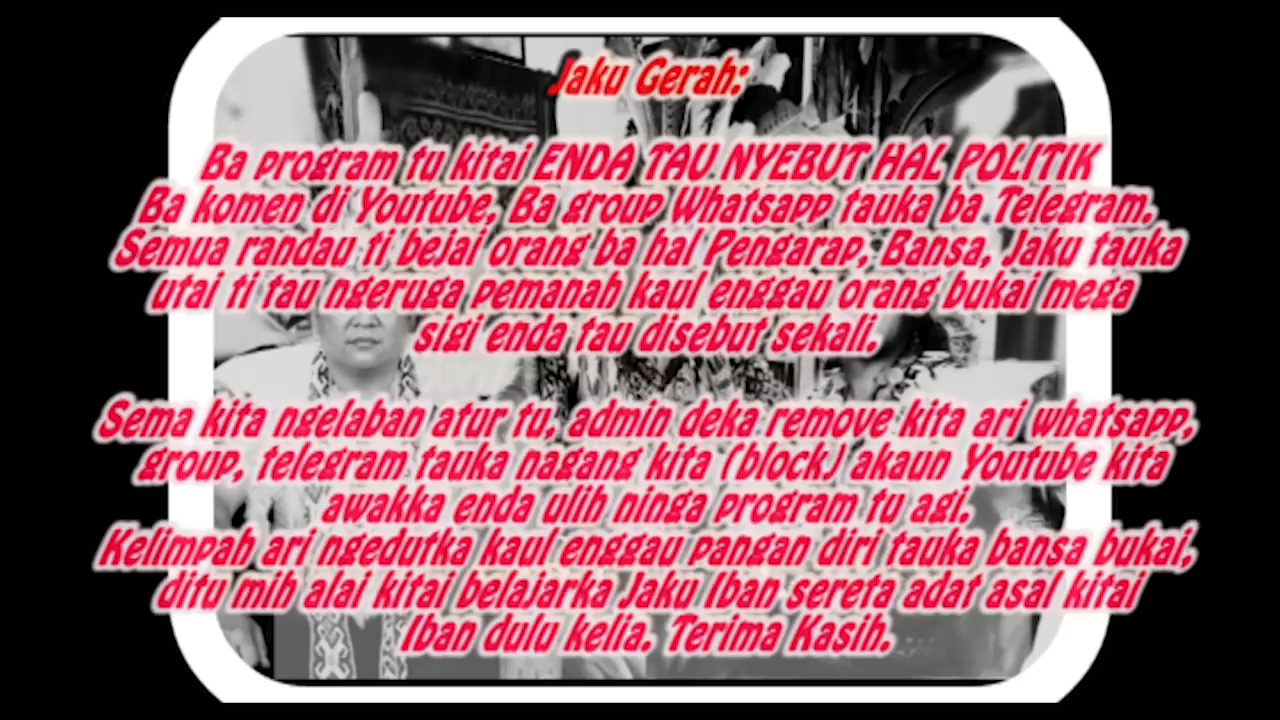 Jaku Gerah:
Ba program tu kitai ENDA TAU NYEBUT HAL POLITIK
Ba komen di Youtube, Ba group Whatsapp tauka ba Telegram.
Semua randau ti bejai orang ba hal Pengarap, Bansa, Jaku tauka
utai ti tau ngeruga pemanah kaul enggau orang bukai mega
sigi enda tau disebut sekali.
Sema kita ngelaban atur tu, admin deka remove kita ari whatsapp,
group, telegram tauka nagang kita (block) akaun Youtube kita
awakka enda ulih ninga program tu agi.
Kelimpah ari ngedutka kaul enggau pangan diri tauka bansa bukai,
ditu mih alai kitai belajarka Jaku Iban sereta adat asal kitai
Iban dulu kelia. Terima Kasih.